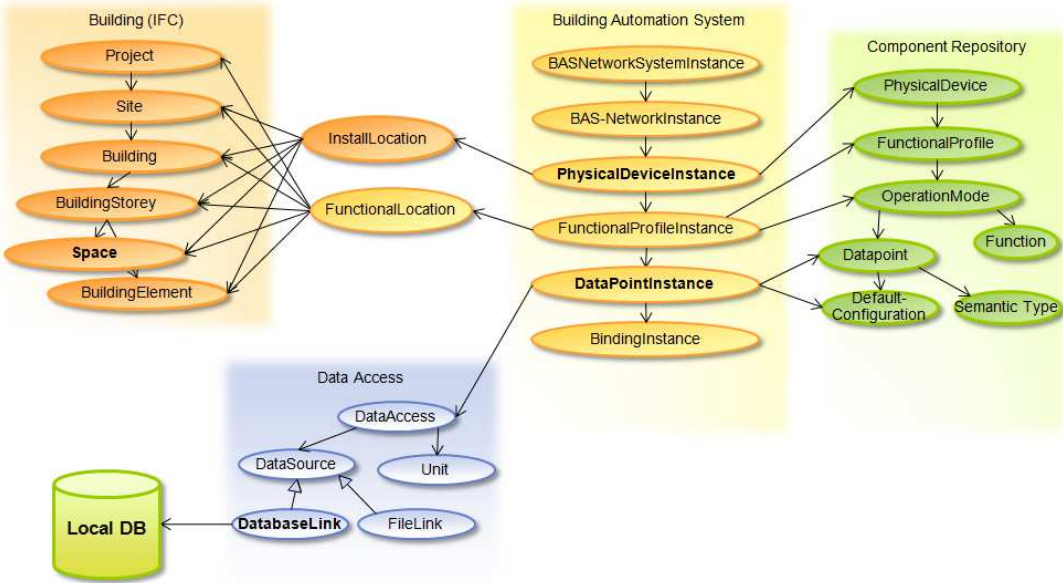 Building (IFC)
Project
Site
Building
BuildingStorey
Space
BuildingElement
InstallLocation
FunctionalLocation
Building Automation System
BASNetworkSystemInstance
BAS-NetworkInstance
PhysicalDeviceInstance
FunctionalProfileInstance
DataPointInstance
BindingInstance
Component Repository
PhysicalDevice
FunctionalProfile
OperationMode
Function
Datapoint
Default-
Configuration
Semantic Type
Data Access
DataAccess
DataSource
Unit
DatabaseLink
FileLink
Local DB